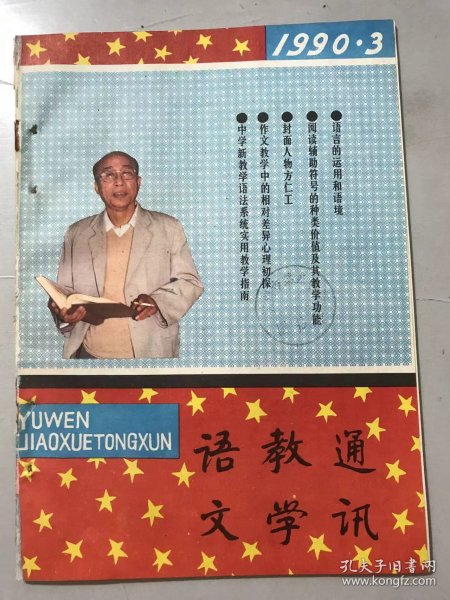 1990·3
●语言的运用和语境
●阅读辅助符号的种类价值及其教学功能
●封面人物方仁工
●作文教学中的相对差异心理初探
●中学新教学语法系统实用教学指南
YUWEN
JIAOXUETONGXUN
语教通
文学讯
孔夫子旧书网
www.kongfz.com